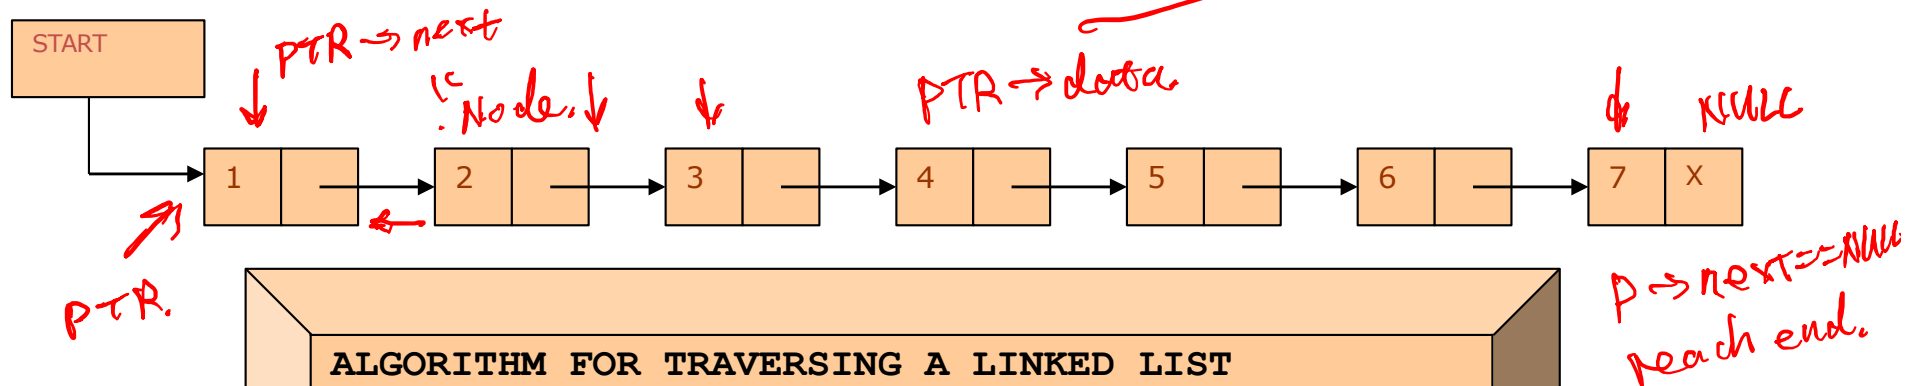 START
PTR → next
Node.
PTR → data.
NULL
1 2 3 4 5 6 7 X
PTR.
P → next==NULL
reach end.
ALGORITHM FOR TRAVERSING A LINKED LIST